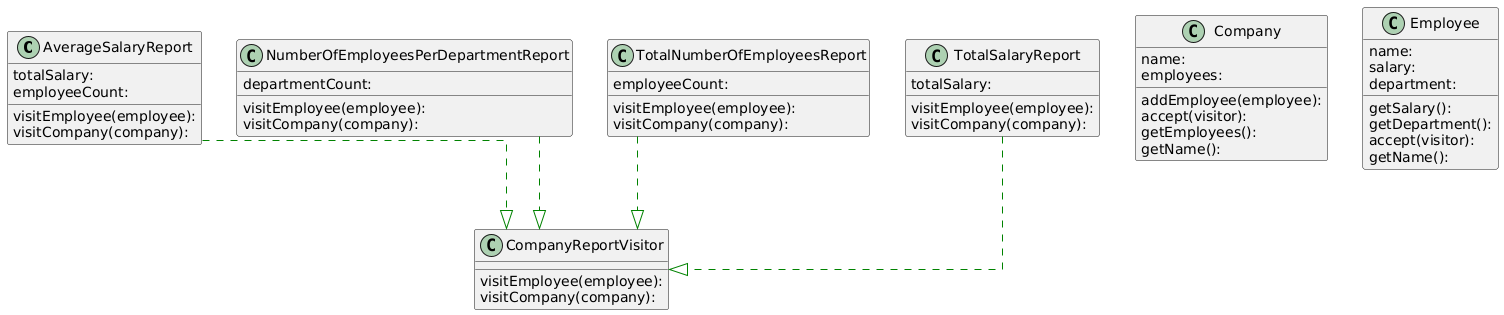 C AverageSalaryReport
totalSalary:
employeeCount:
visitEmployee(employee):
visitCompany(company):
C NumberOfEmployeesPerDepartmentReport
departmentCount:
visitEmployee(employee):
visitCompany(company):
C TotalNumberOfEmployeesReport
employeeCount:
visitEmployee(employee):
visitCompany(company):
C TotalSalaryReport
totalSalary:
visitEmployee(employee):
visitCompany(company):
C Company
name:
employees:
addEmployee(employee):
accept(visitor):
getEmployees():
getName():
C Employee
name:
salary:
department:
getSalary():
getDepartment():
accept(visitor):
getName():
C CompanyReportVisitor
visitEmployee(employee):
visitCompany(company):